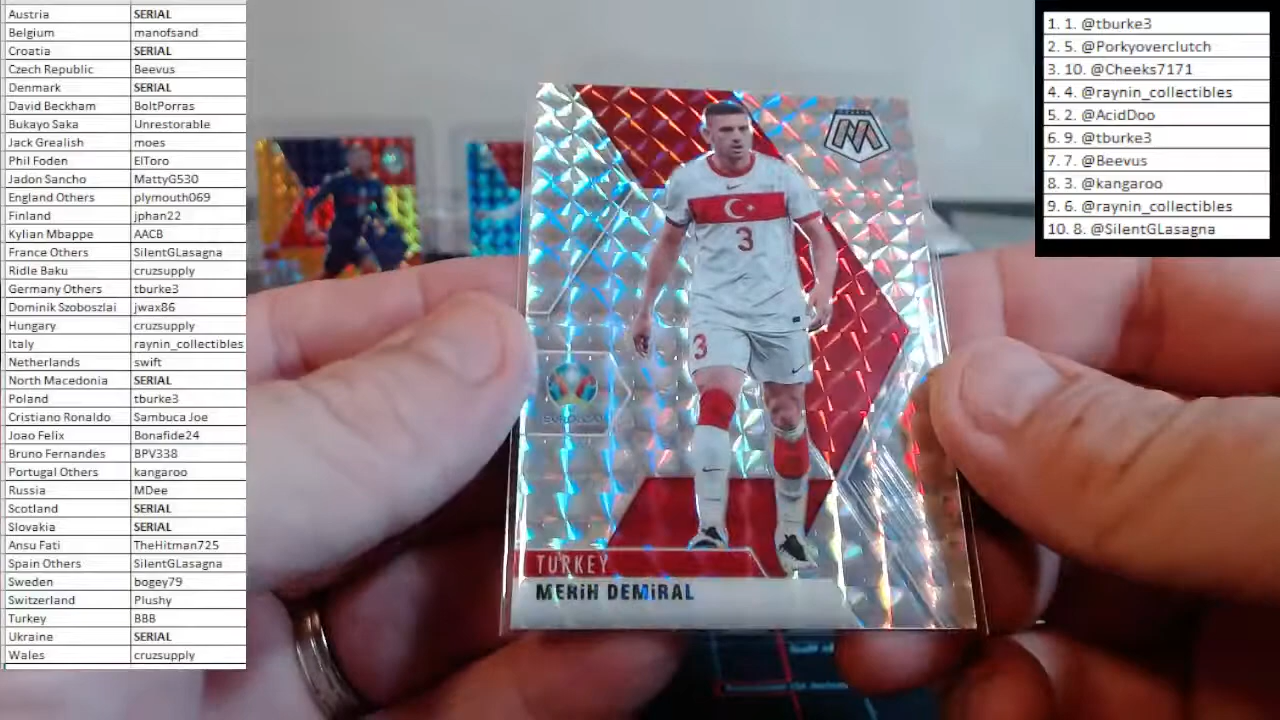 Austria SERIAL
Belgium manofsand
Croatia SERIAL
Czech Republic Beevus
Denmark SERIAL
David Beckham BoltPorras
Bukayo Saka Unrestorable
Jack Grealish moes
Phil Foden ElToro
Jadon Sancho MattyG530
England Others plymouth069
Finland jphan22
Kylian Mbappe AACB
France Others SilentGLasagna
Ridle Baku cruzsupply
Germany Others tburke3
Dominik Szoboszlai jwax86
Hungary cruzsupply
Italy raynin_collectibles
Netherlands swift
North Macedonia SERIAL
Poland tburke3
Cristiano Ronaldo Sambuca Joe
Joao Felix Bonafide24
Bruno Fernandes BPV338
Portugal Others kangaroo
Russia MDee
Scotland SERIAL
Slovakia SERIAL
Ansu Fati TheHitman725
Spain Others SilentGLasagna
Sweden bogey79
Switzerland Plushy
Turkey BBB
Ukraine SERIAL
Wales cruzsupply
3
3
TURKEY
MERiH DEMiRAL
1. 1. @tburke3
2. 5. @Porkyoverclutch
3. 10. @Cheeks7171
4. 4. @raynin_collectibles
5. 2. @AcidDoo
6. 9. @tburke3
7. 7. @Beevus
8. 3. @kangaroo
9. 6. @raynin_collectibles
10. 8. @SilentGLasagna